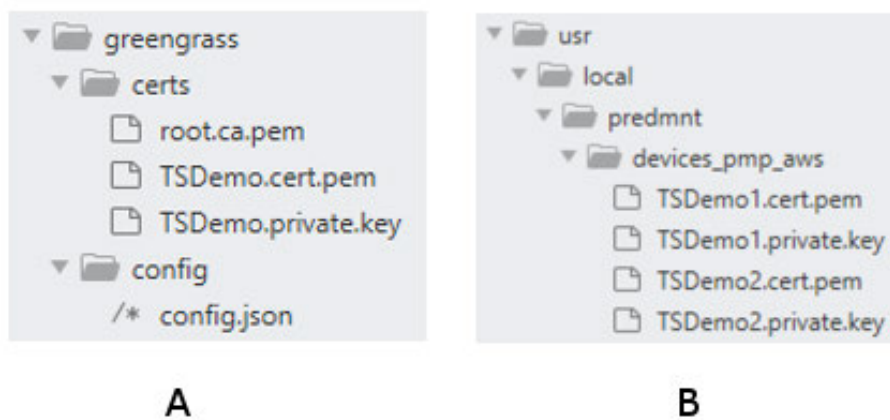 greengrass
certs
root.ca.pem
TSDemo.cert.pem
TSDemo.private.key
config
/* config.json
A
usr
local
predmnt
devices_pmp_aws
TSDemo1.cert.pem
TSDemo1.private.key
TSDemo2.cert.pem
TSDemo2.private.key
B